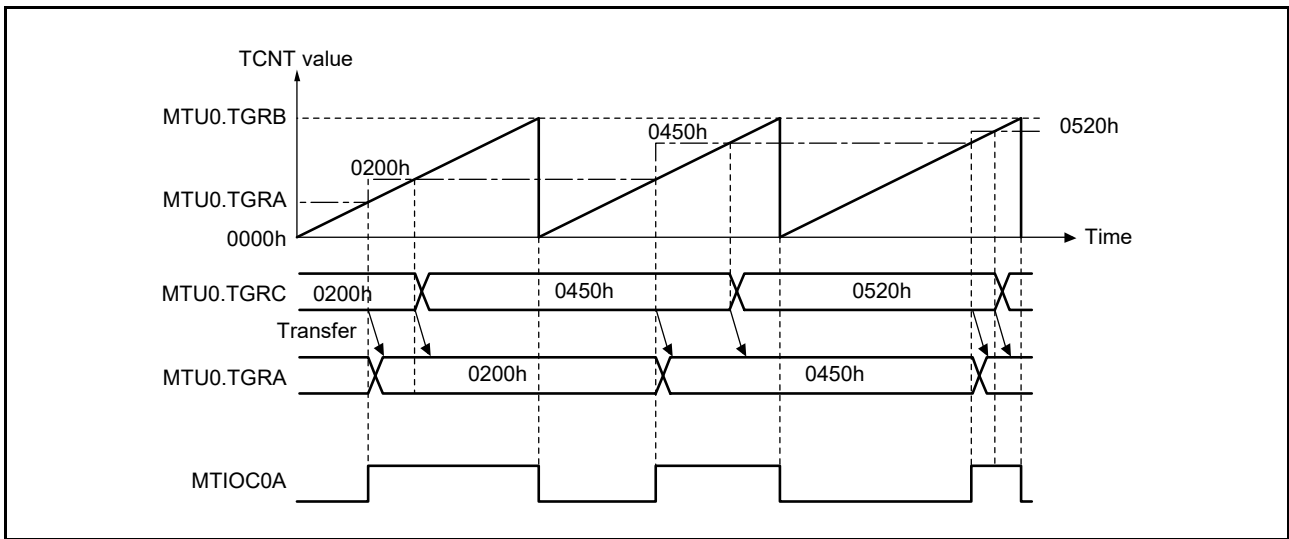 TCNT value
MTU0.TGRB
0520h
0450h
0200h
MTU0.TGRA
0000h
Time
MTU0.TGRC
0200h
0450h
0520h
Transfer
MTU0.TGRA
0200h
0450h
MTIOC0A